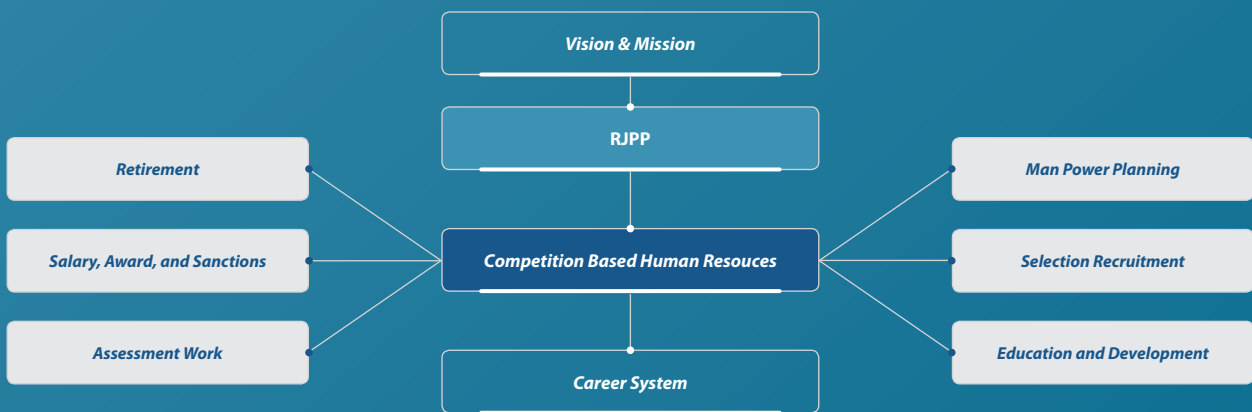 Vision & Mission
RJPP
Retirement
Man Power Planning
Salary, Award, and Sanctions
Competition Based Human Resouces
Selection Recruitment
Assessment Work
Education and Development
Career System